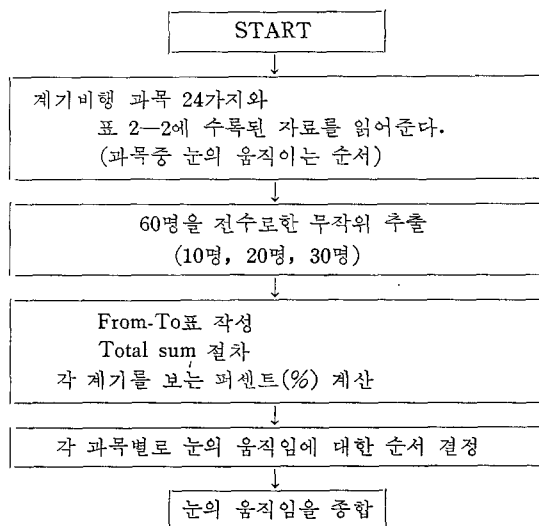 START
계기비행 과목 24가지와
표 2—2에 수록된 자료를 읽어준다.
(과목중 눈의 움직이는 순서)
60명을 전수로한 무작위 추출
(10명, 20명, 30명)
From-To표 작성
Total sum 절차
각 계기를 보는 퍼센트(%) 계산
각 과목별로 눈의 움직임에 대한 순서 결정
눈의 움직임을 종합